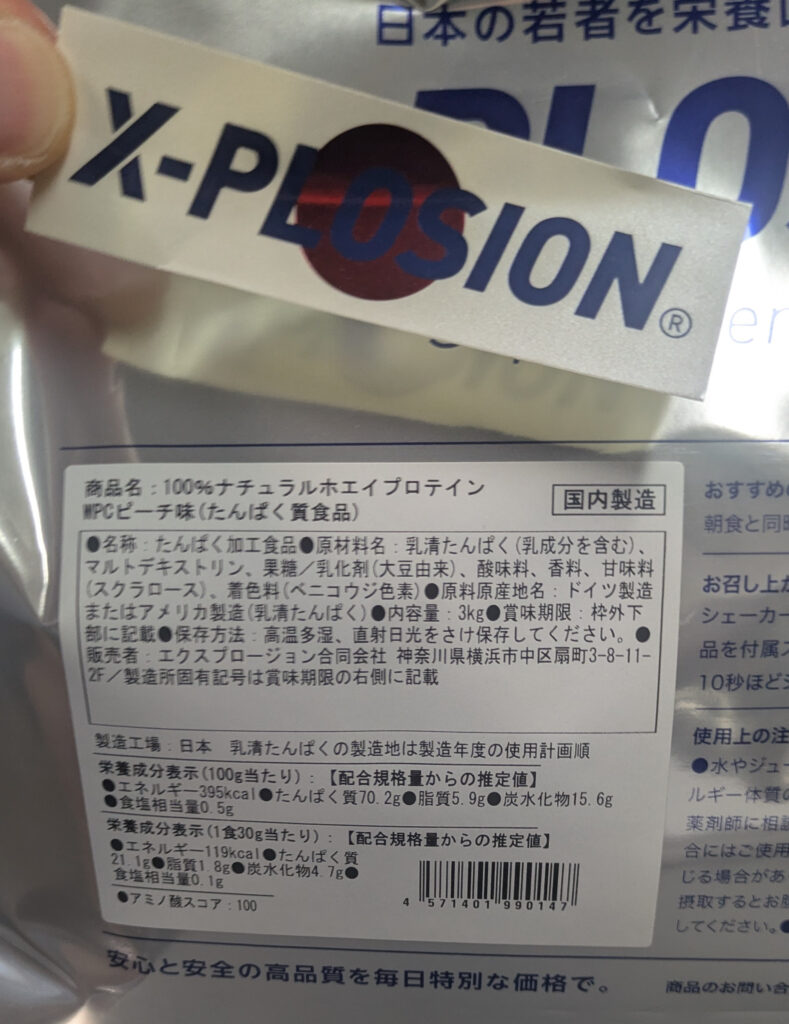 日本の若者を栄養
X-PLOSION®
商品名：100%ナチュラルホエイプロテイン
WPCピーチ味(たんぱく質食品)
国内製造
●名称：たんぱく加工食品●原材料名：乳清たんぱく(乳成分を含む)、
マルトデキストリン、果糖／乳化剤(大豆由来)、酸味料、香料、甘味料
(スクラロース)、着色料(ベニコウジ色素)●原料原産地名：ドイツ製造
またはアメリカ製造(乳清たんぱく)●内容量：3kg●賞味期限：枠外下
部に記載●保存方法：高温多湿、直射日光をさけ保存してください。●
販売者：エクスプロージョン合同会社 神奈川県横浜市中区扇町3-8-11-
2F／製造所固有記号は賞味期限の右側に記載
製造工場：日本　乳清たんぱくの製造地は製造年度の使用計画順
栄養成分表示(100g当たり)：【配合規格量からの推定値】
●エネルギー395kcal●たんぱく質70.2g●脂質5.9g●炭水化物15.6g
●食塩相当量0.5g
栄養成分表示(1食30g当たり)：【配合規格量からの推定値】
●エネルギー119kcal●たんぱく質
21.1g●脂質1.8g●炭水化物4.7g●
食塩相当量0.1g
●アミノ酸スコア：100
4 571401 990147
おすすめ
朝食と同
お召し上
シェーカー
品を付属
10秒ほど
使用上の注
●水やジュー
ルギー体質
薬剤師に相
合にはご使用
じる場合があ
摂取するとお
してください。●
安心と安全の高品質を毎日特別な価格で。
商品のお問い合